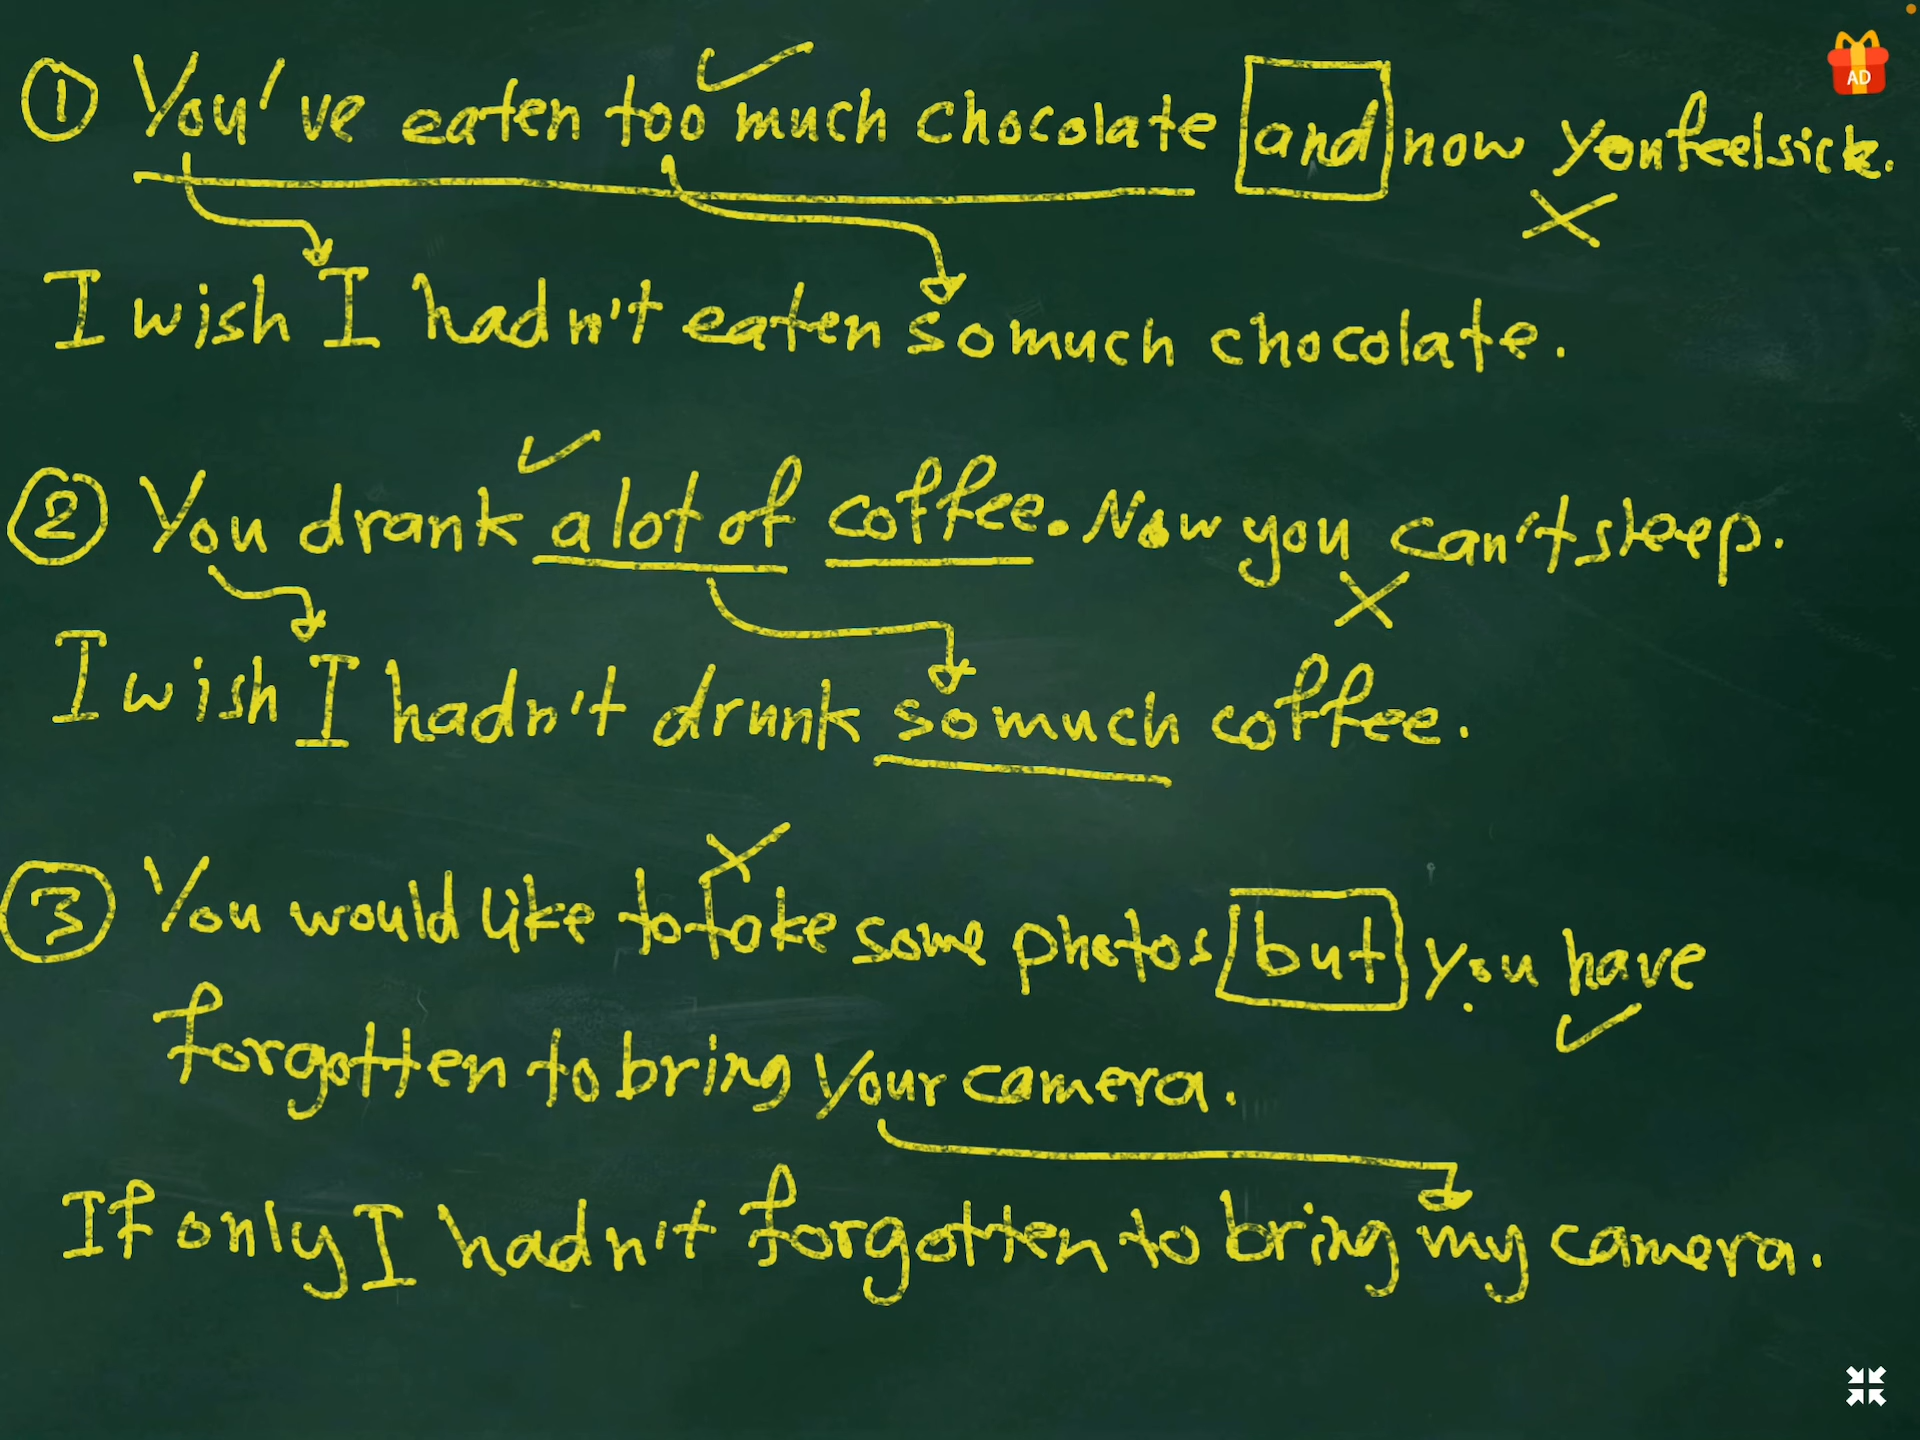 ① You've eaten too much chocolate and now you feel sick.
I wish I hadn't eaten so much chocolate.
② You drank a lot of coffee. Now you can't sleep.
I wish I hadn't drunk so much coffee.
③ You would like to take some photos but you have
forgotten to bring your camera.
If only I hadn't forgotten to bring my camera.
AD